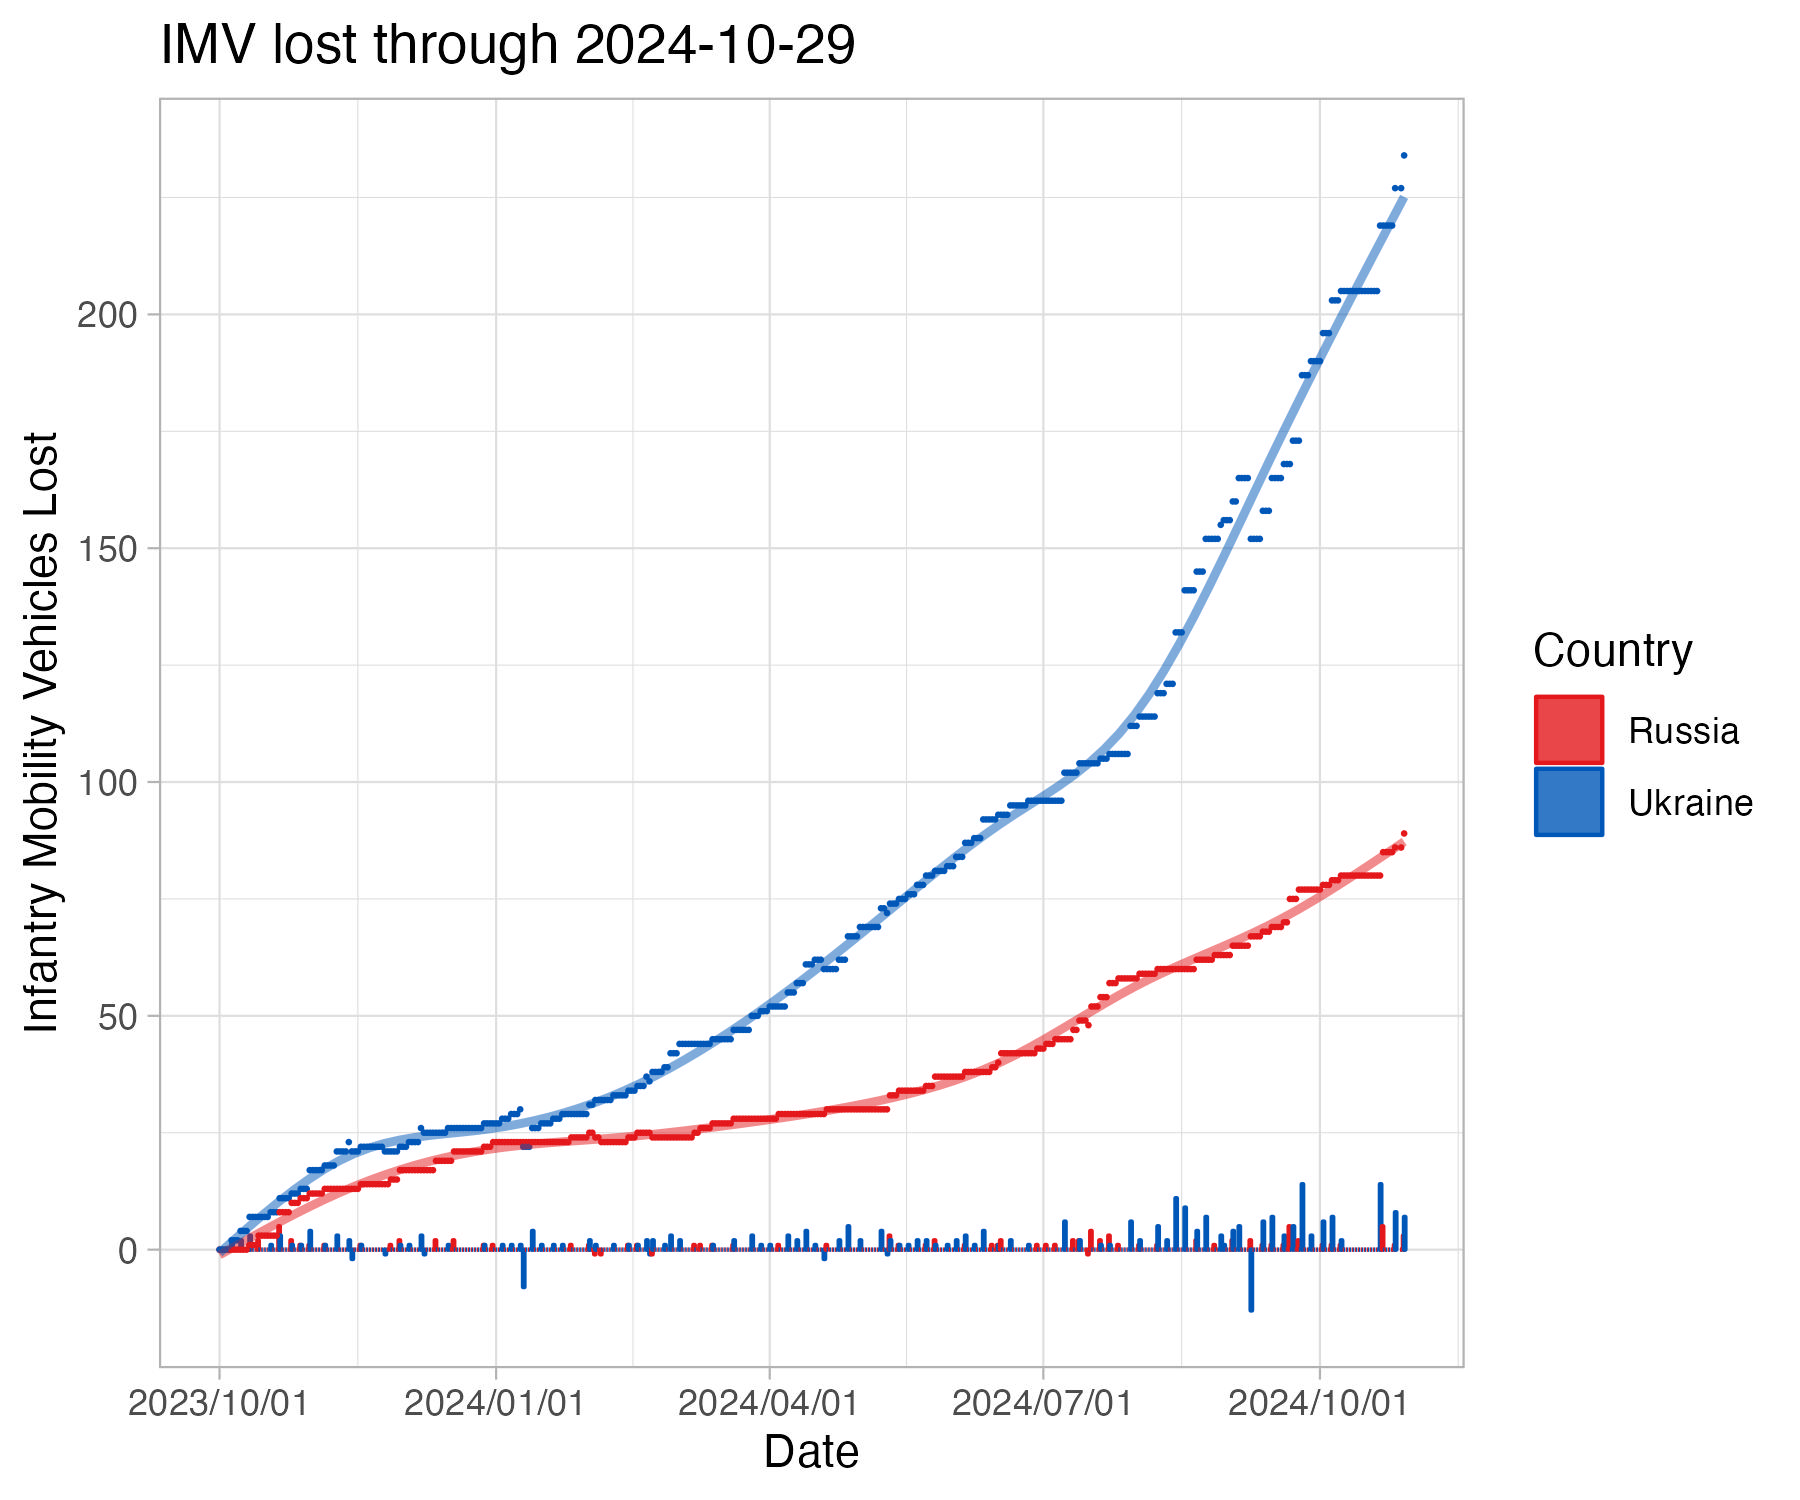 IMV lost through 2024-10-29
Infantry Mobility Vehicles Lost
200
150
100
50
0
2023/10/01
2024/01/01
2024/04/01
2024/07/01
2024/10/01
Date
Country
Russia
Ukraine